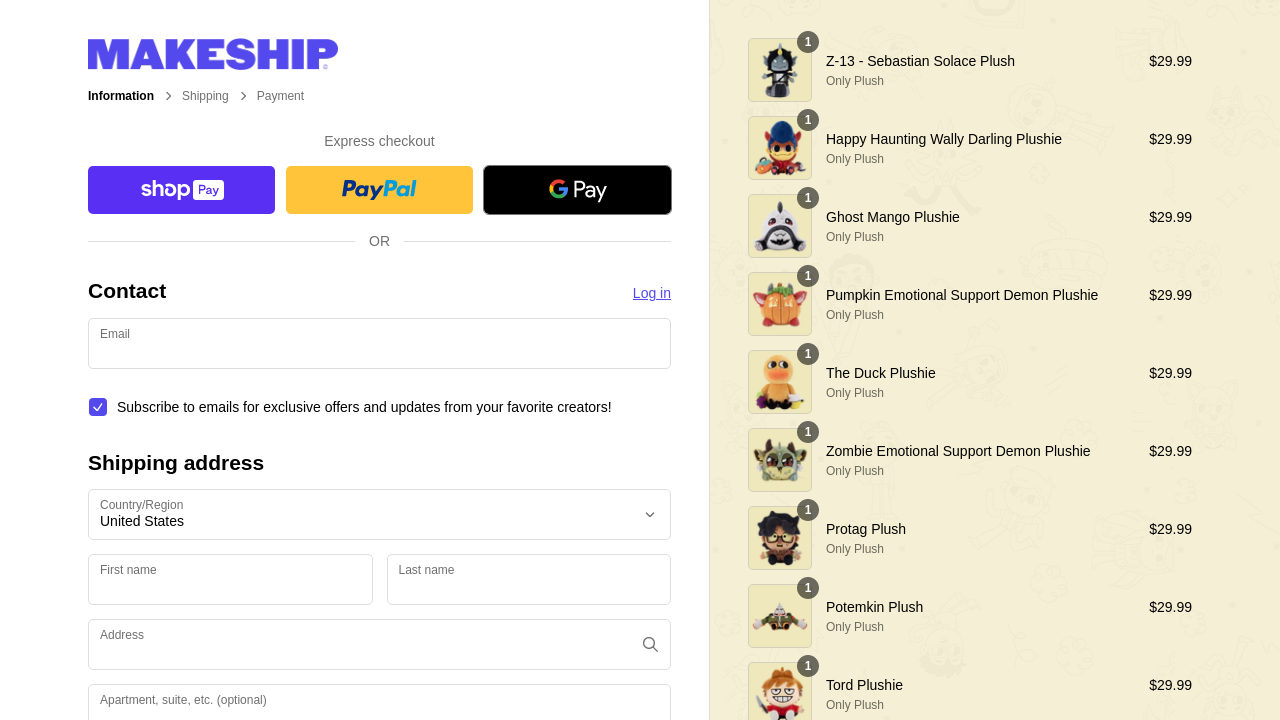 MAKESHIP
Information
Shipping
Payment
Express checkout
shop Pay
PayPal
G Pay
OR
Contact
Log in
Email
Subscribe to emails for exclusive offers and updates from your favorite creators!
Shipping address
Country/Region
United States
First name
Last name
Address
Apartment, suite, etc. (optional)
1
Z-13 - Sebastian Solace Plush
$29.99
Only Plush
1
Happy Haunting Wally Darling Plushie
$29.99
Only Plush
1
Ghost Mango Plushie
$29.99
Only Plush
1
Pumpkin Emotional Support Demon Plushie
$29.99
Only Plush
1
The Duck Plushie
$29.99
Only Plush
1
Zombie Emotional Support Demon Plushie
$29.99
Only Plush
1
Protag Plush
$29.99
Only Plush
1
Potemkin Plush
$29.99
Only Plush
1
Tord Plushie
$29.99
Only Plush